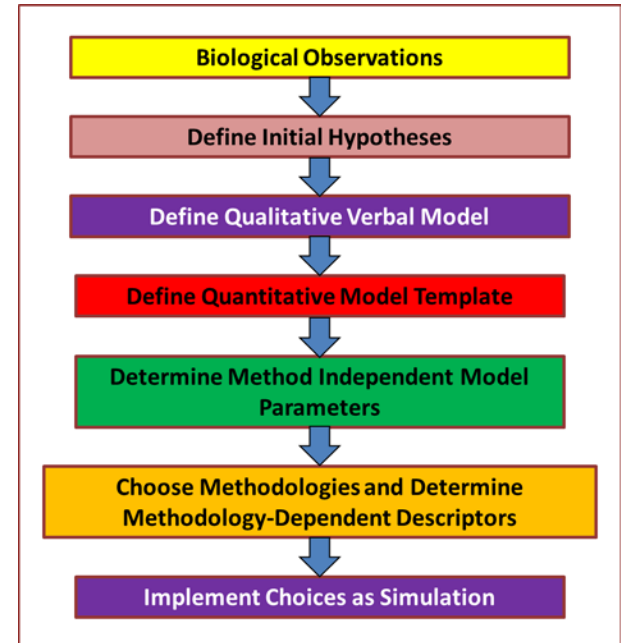 Biological Observations
Define Initial Hypotheses
Define Qualitative Verbal Model
Define Quantitative Model Template
Determine Method Independent Model
Parameters
Choose Methodologies and Determine
Methodology-Dependent Descriptors
Implement Choices as Simulation